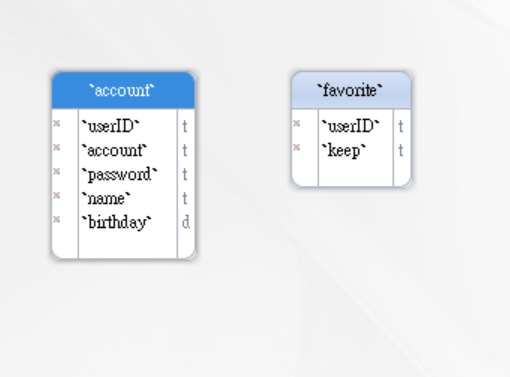 `account`
`userID` t
`account` t
`password` t
`name` t
`birthday` d
`favorite`
`userID` t
`keep` t